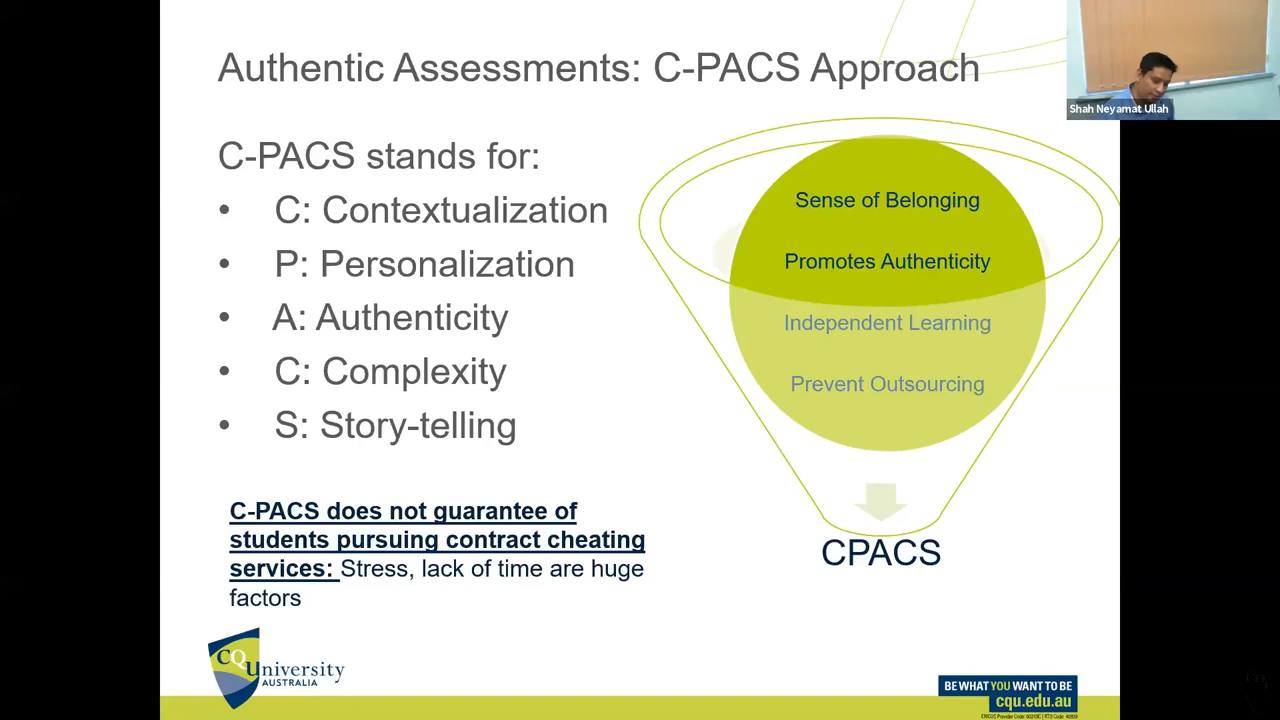 Authentic Assessments: C-PACS Approach
Shah Neyamat Ullah
C-PACS stands for:
• C: Contextualization
• P: Personalization
• A: Authenticity
• C: Complexity
• S: Story-telling
Sense of Belonging
Promotes Authenticity
Independent Learning
Prevent Outsourcing
CPACS
C-PACS does not guarantee of
students pursuing contract cheating
services: Stress, lack of time are huge
factors
CQUniversity
AUSTRALIA
BE WHAT YOU WANT TO BE
cqu.edu.au